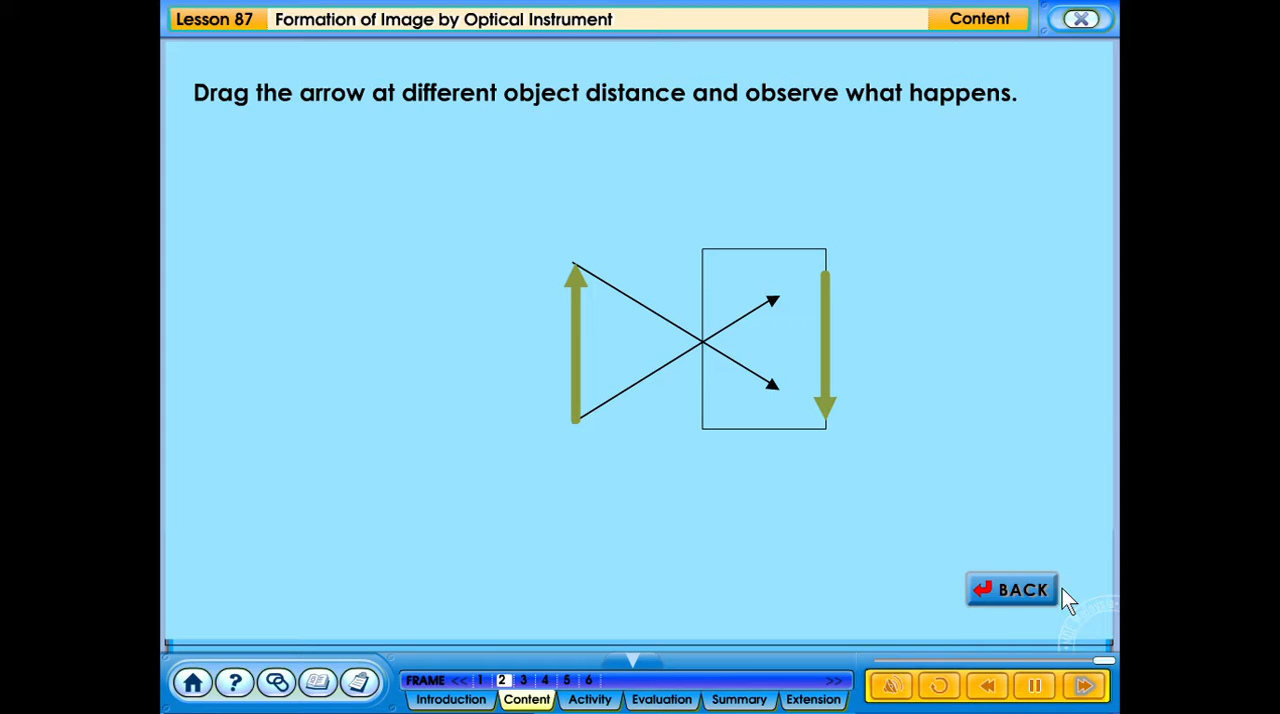 Lesson 87 Formation of Image by Optical Instrument Content
Drag the arrow at different object distance and observe what happens.
BACK
FRAME << 1 2 3 4 5 6 >>
Introduction Content Activity Evaluation Summary Extension